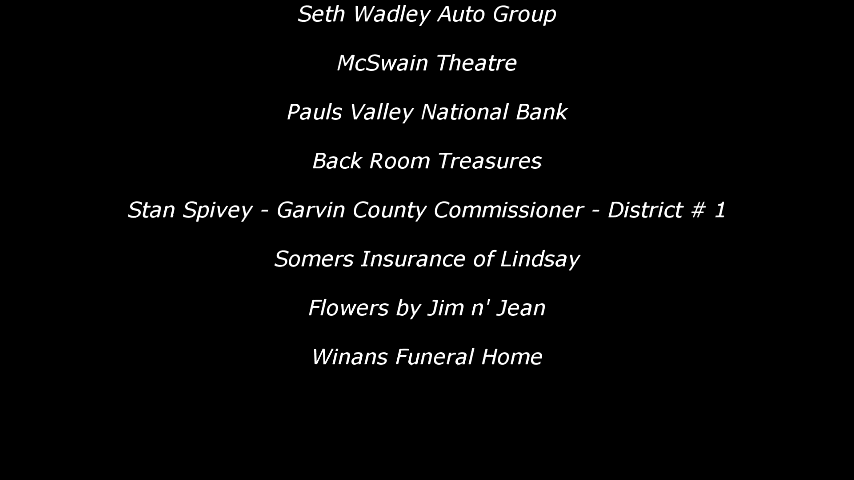 Seth Wadley Auto Group
McSwain Theatre
Pauls Valley National Bank
Back Room Treasures
Stan Spivey - Garvin County Commissioner - District # 1
Somers Insurance of Lindsay
Flowers by Jim n' Jean
Winans Funeral Home